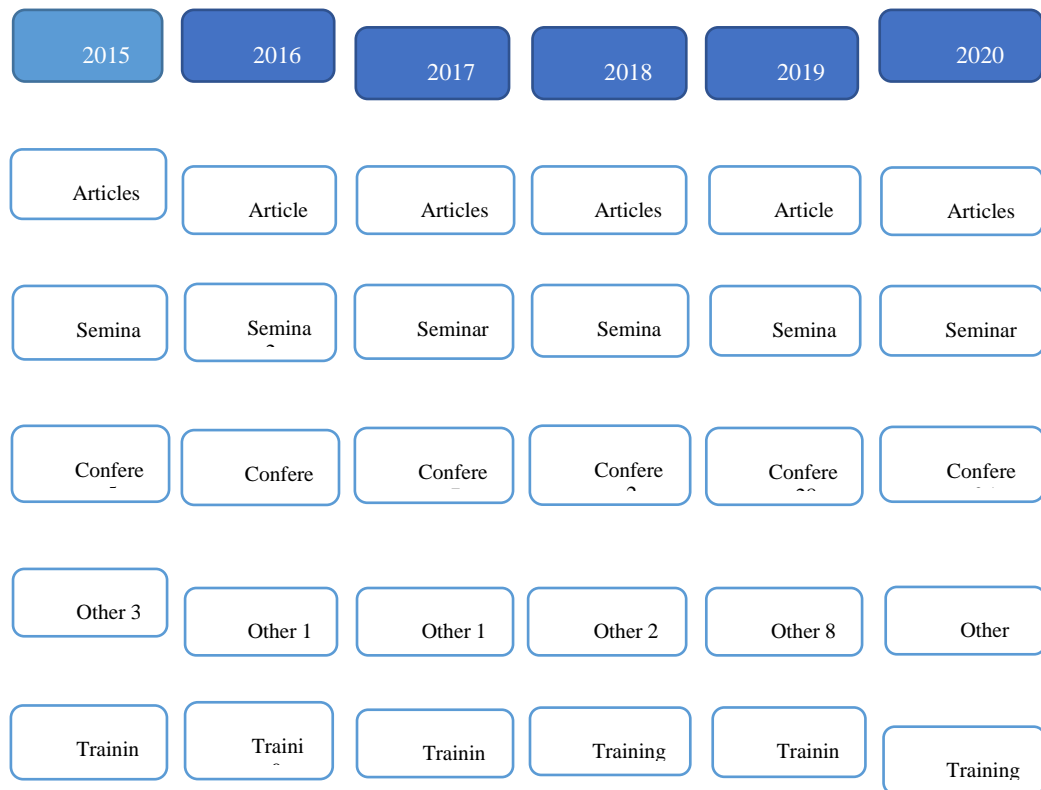 2015
2016
2017
2018
2019
2020
Articles
Article
Articles
Articles
Article
Articles
Semina
Semina
Seminar
Semina
Semina
Seminar
Confere
Confere
Confere
Confere
Confere
Confere
Other 3
Other 1
Other 1
Other 2
Other 8
Other
Trainin
Traini
Trainin
Training
Trainin
Training